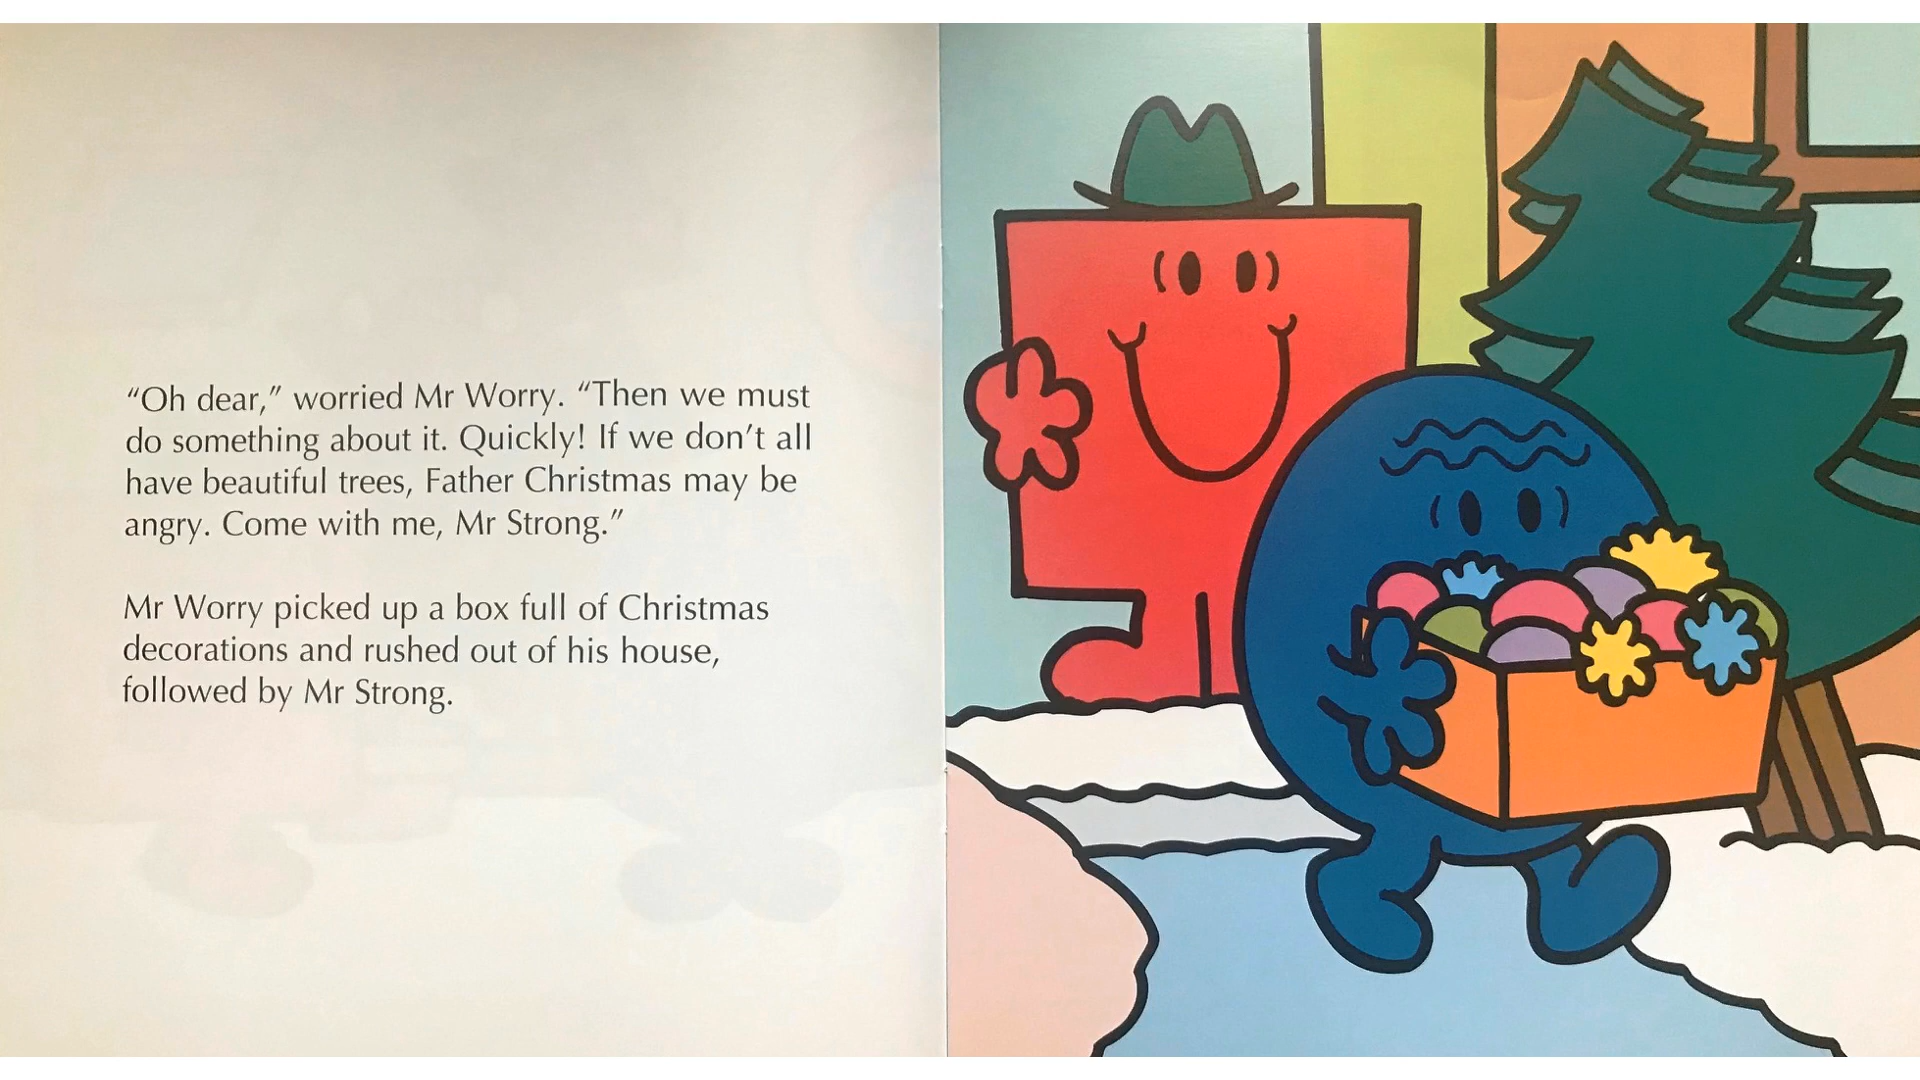 “Oh dear,” worried Mr Worry. “Then we must
do something about it. Quickly! If we don’t all
have beautiful trees, Father Christmas may be
angry. Come with me, Mr Strong.”
Mr Worry picked up a box full of Christmas
decorations and rushed out of his house,
followed by Mr Strong.